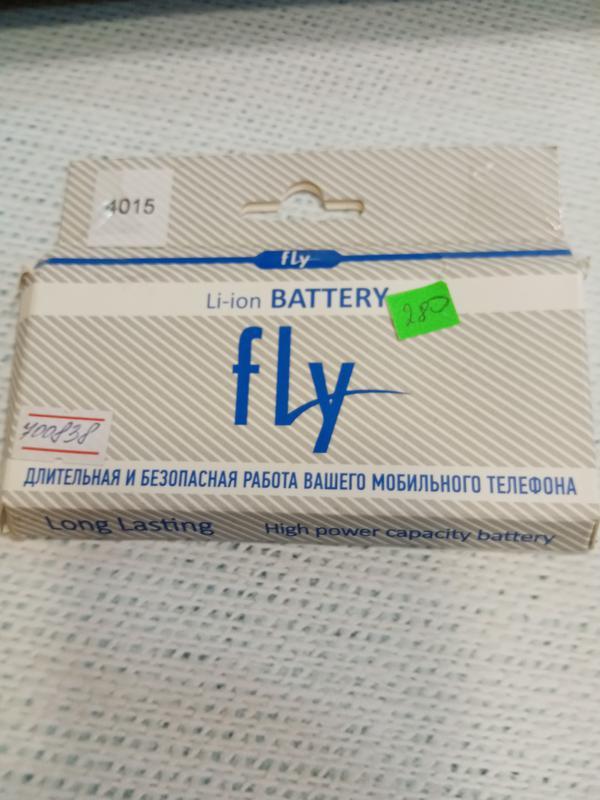 4015
fly
Li-ion BATTERY
280
fly
700838
ДЛИТЕЛЬНАЯ И БЕЗОПАСНАЯ РАБОТА ВАШЕГО МОБИЛЬНОГО ТЕЛЕФОНА
Long Lasting High power capacity battery